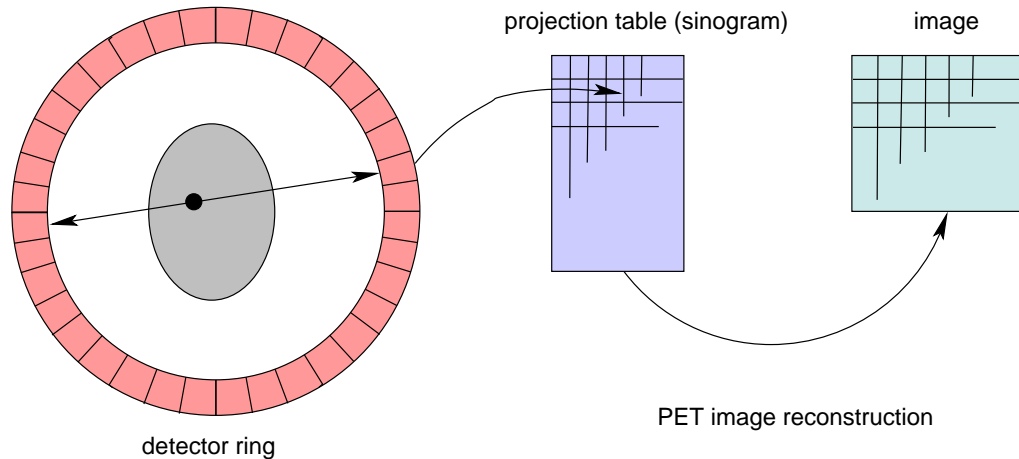 projection table (sinogram)
image
PET image reconstruction
detector ring